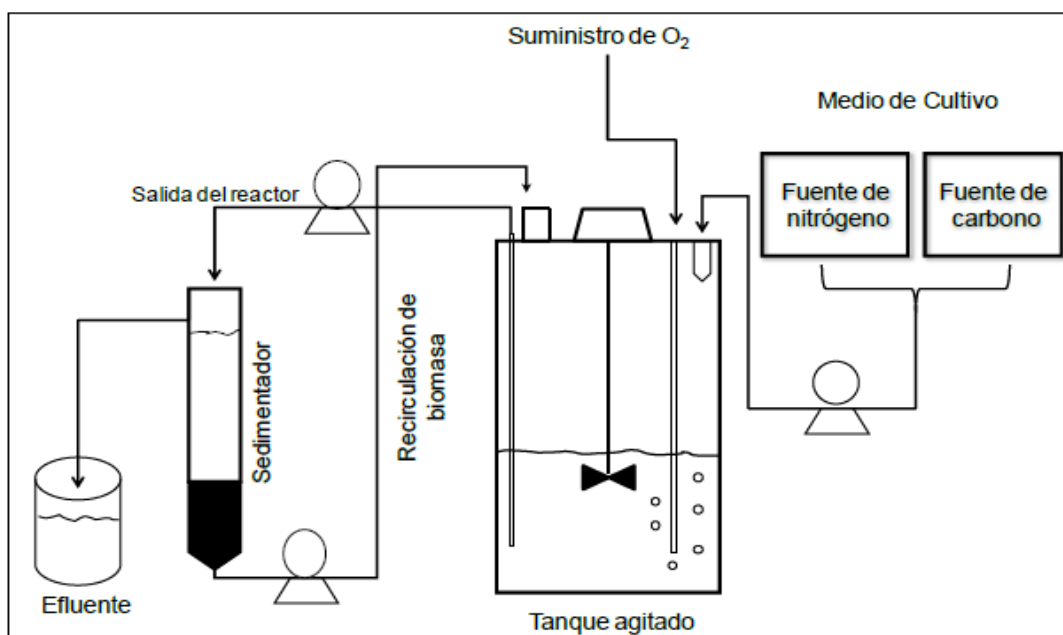 Suministro de O₂
Medio de Cultivo
Fuente de
nitrógeno
Fuente de
carbono
Salida del reactor
Sedimentador
Recirculación de
biomasa
Efluente
Tanque agitado